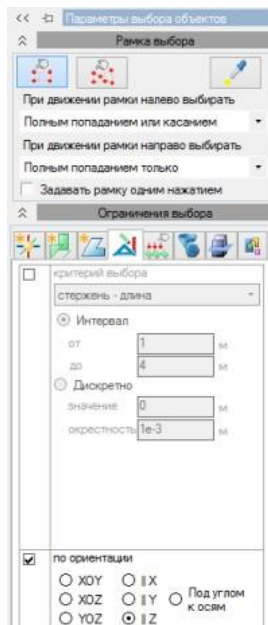 << Параметры выбора объектов
Рамка выбора
При движении рамки налево выбирать
Полным попаданием или касанием
При движении рамки направо выбирать
Полным попаданием только
Задавать рамку одним нажатием
Ограничения выбора
критерий выбора
стержень - длина
Интервал
от 1 м
до 4 м
Дискретно
значение 0 м
окрестность 1e-3 м
по ориентации
XOY ‖X
XOZ ‖Y Под углом к осям
YOZ ‖Z